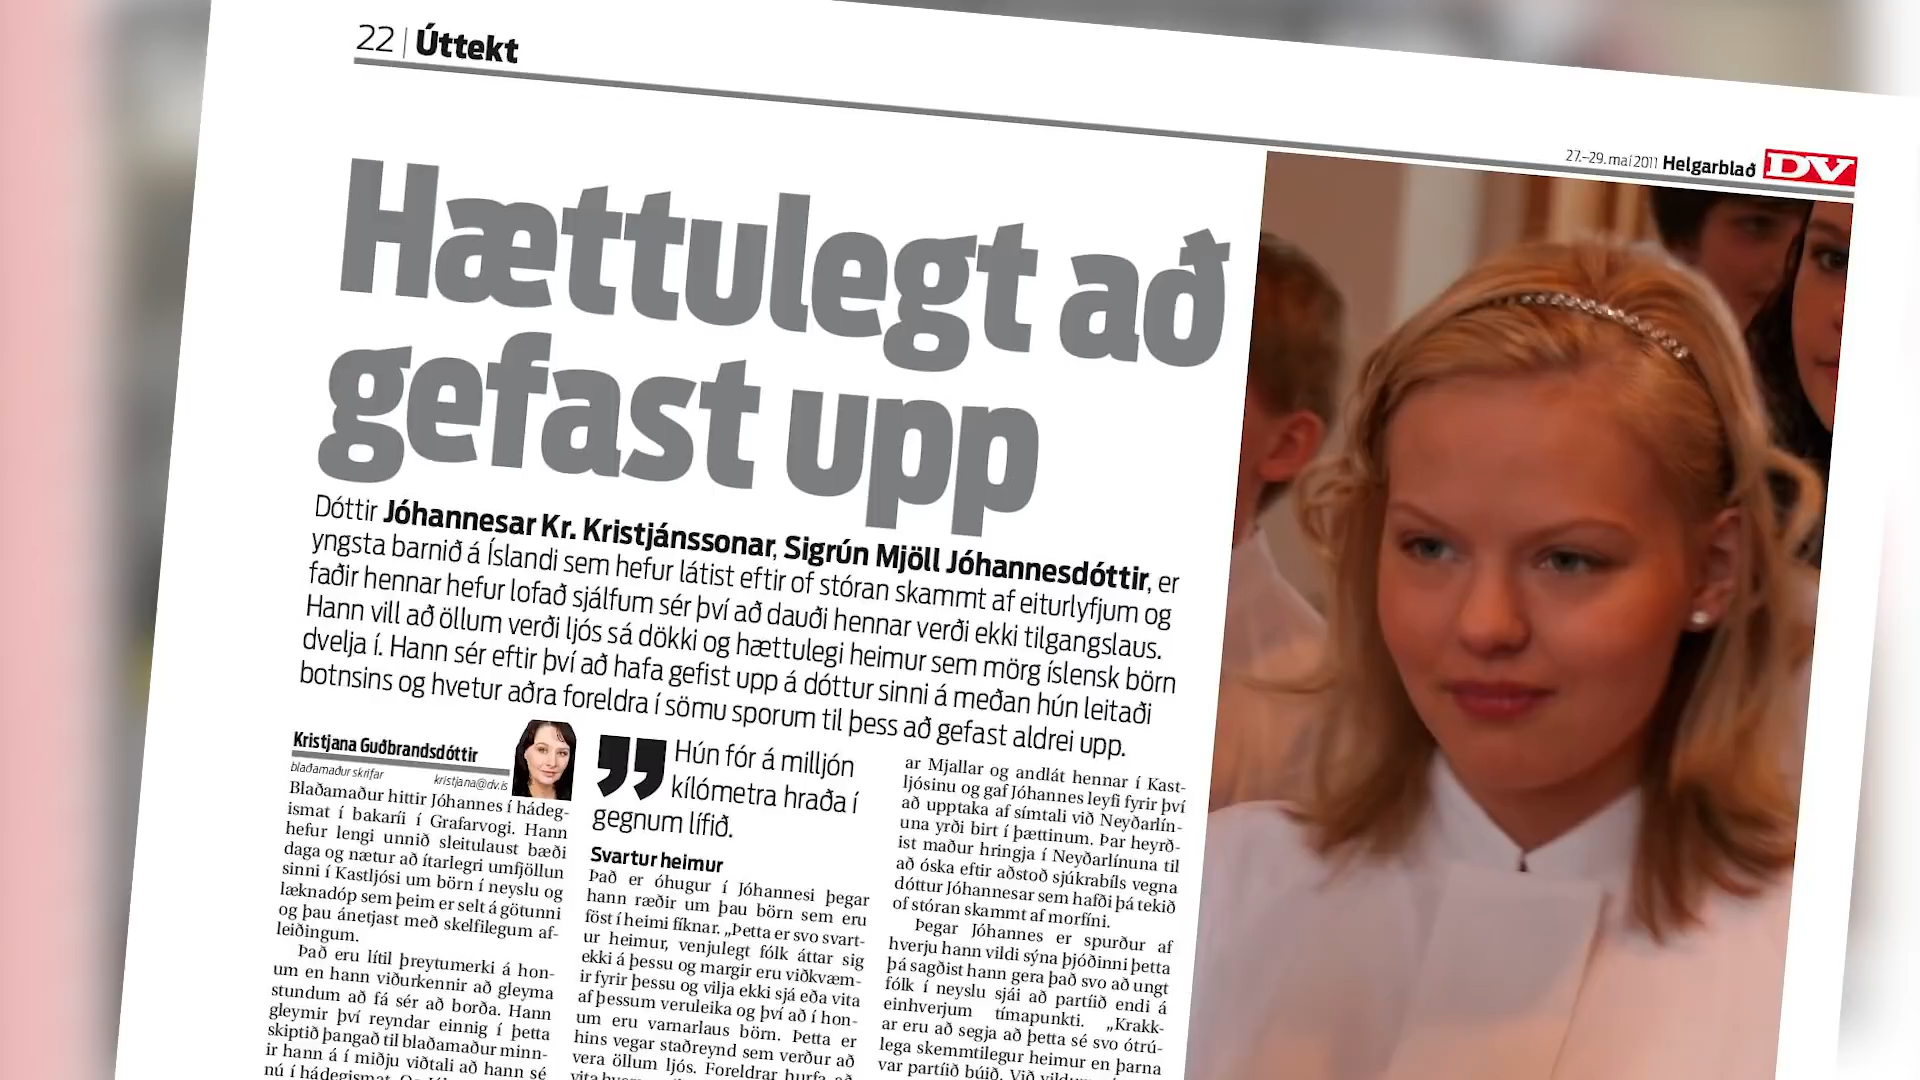 22 | Úttekt
27.–29. maí 2011 Helgarblað DV
Hættulegt að
gefast upp
Dóttir Jóhannesar Kr. Kristjánssonar, Sigrún Mjöll Jóhannesdóttir, er
yngsta barnið á Íslandi sem hefur látist eftir of stóran skammt af eiturlyfjum og
faðir hennar hefur lofað sjálfum sér því að dauði hennar verði ekki tilgangslaus.
Hann vill að öllum verði ljós sá dökki og hættulegi heimur sem mörg íslensk börn
dvelja í. Hann sér eftir því að hafa gefist upp á dóttur sinni á meðan hún leitaði
botnsins og hvetur aðra foreldra í sömu sporum til þess að gefast aldrei upp.
Kristjana Guðbrandsdóttir
blaðamaður skrifar kristjana@dv.is
Blaðamaður hittir Jóhannes í hádeg-
ismat í bakaríi í Grafarvogi. Hann
hefur lengi unnið sleitulaust bæði
daga og nætur að ítarlegri umfjöllun
sinni í Kastljósi um börn í neyslu og
læknadóp sem þeim er selt á götunni
og þau ánetjast með skelfilegum af-
leiðingum.
Það eru lítil þreytumerki á hon-
um en hann viðurkennir að gleyma
stundum að fá sér að borða. Hann
gleymir því reyndar einnig í þetta
skiptið þangað til blaðamaður minn-
ir hann á í miðju viðtali að hann sé
nú í hádegismat.
Hún fór á milljón
kílómetra hraða í
gegnum lífið.
Svartur heimur
Það er óhugur í Jóhannesi þegar
hann ræðir um þau börn sem eru
föst í heimi fíknar. „Þetta er svo svart-
ur heimur, venjulegt fólk áttar sig
ekki á þessu og margir eru viðkvæm-
ir fyrir þessu og vilja ekki sjá eða vita
af þessum veruleika og því að í hon-
um eru varnarlaus börn. Þetta er
hins vegar staðreynd sem verður að
vera öllum ljós. Foreldrar þurfa að
ar Mjallar og andlát hennar í Kast-
ljósinu og gaf Jóhannes leyfi fyrir því
að upptaka af símtali við Neyðarlín-
una yrði birt í þættinum. Þar heyrð-
ist maður hringja í Neyðarlínuna til
að óska eftir aðstoð sjúkrabíls vegna
dóttur Jóhannesar sem hafði þá tekið
of stóran skammt af morfíni.
Þegar Jóhannes er spurður af
hverju hann vildi sýna þjóðinni þetta
þá sagðist hann gera það svo að ungt
fólk í neyslu sjái að partíið endi á
einhverjum tímapunkti. „Krakk-
ar eru að segja að þetta sé svo ótrú-
lega skemmtilegur heimur en þarna
var partíið búið. Við vildum